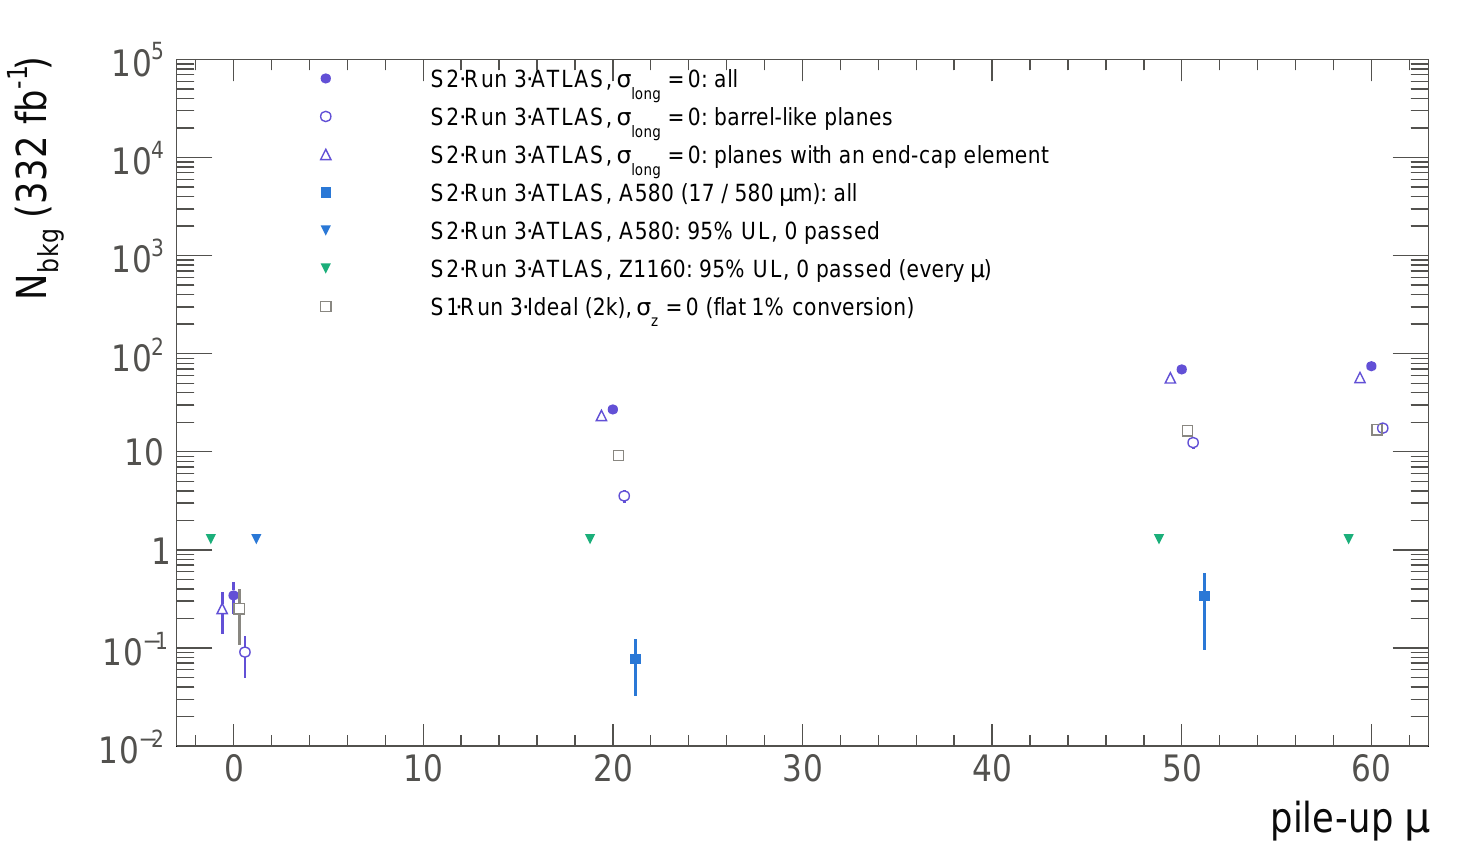 10^5
10^4
10^3
10^2
10
1
10^−1
10^−2
N_bkg (332 fb^-1)
S2·Run 3·ATLAS, σ_long = 0: all
S2·Run 3·ATLAS, σ_long = 0: barrel-like planes
S2·Run 3·ATLAS, σ_long = 0: planes with an end-cap element
S2·Run 3·ATLAS, A580 (17 / 580 μm): all
S2·Run 3·ATLAS, A580: 95% UL, 0 passed
S2·Run 3·ATLAS, Z1160: 95% UL, 0 passed (every μ)
S1·Run 3·Ideal (2k), σ_z = 0 (flat 1% conversion)
0 10 20 30 40 50 60
pile-up μ